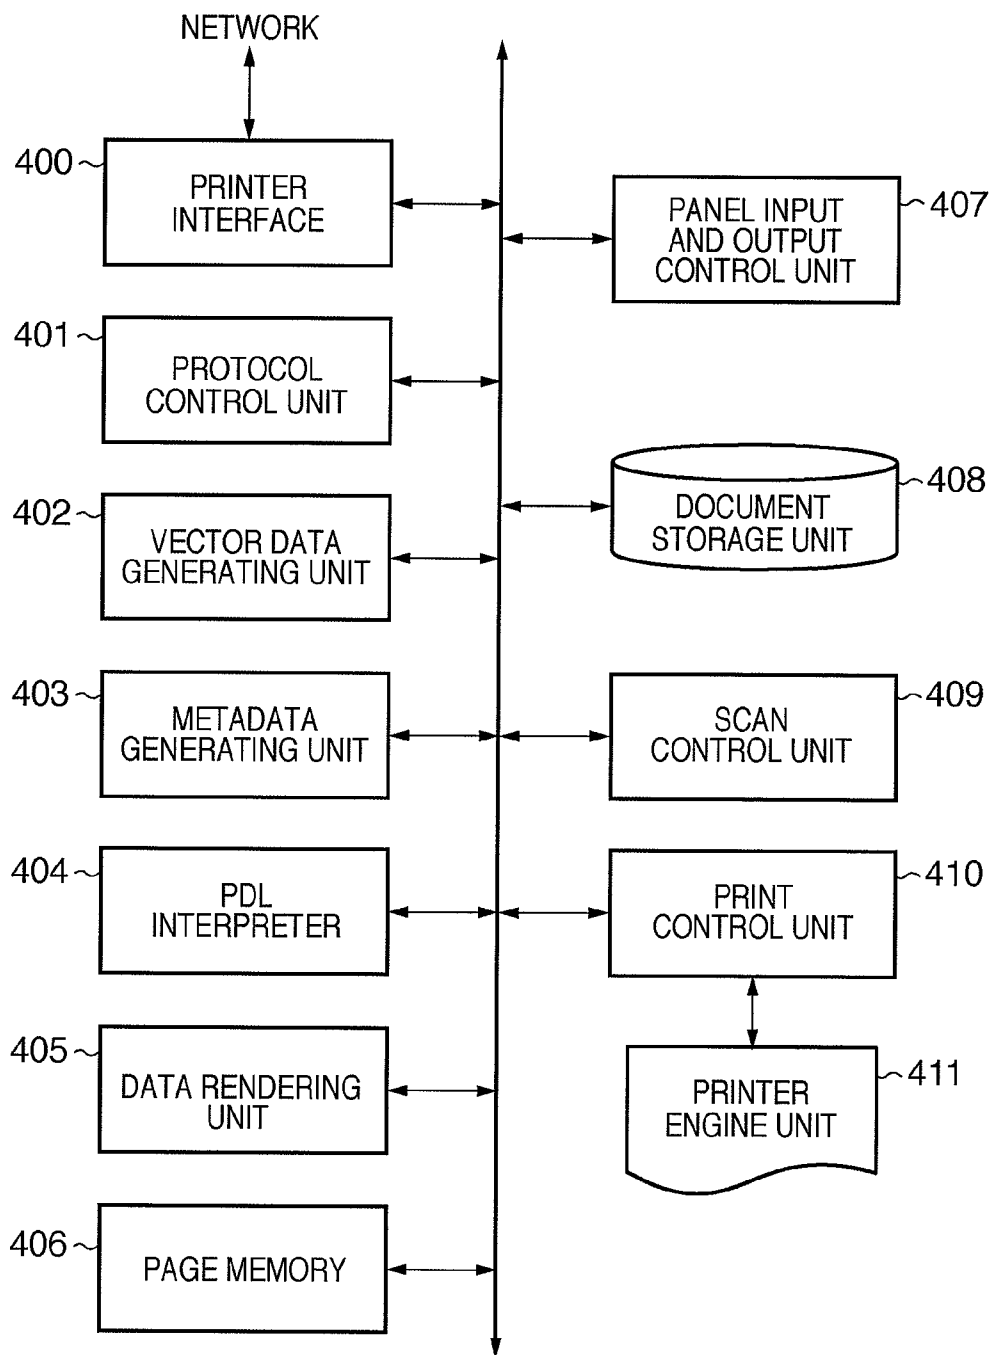 NETWORK
400
PRINTER
INTERFACE
401
PROTOCOL
CONTROL UNIT
402
VECTOR DATA
GENERATING UNIT
403
METADATA
GENERATING UNIT
404
PDL
INTERPRETER
405
DATA RENDERING
UNIT
406
PAGE MEMORY
PANEL INPUT
AND OUTPUT
CONTROL UNIT
407
DOCUMENT
STORAGE UNIT
408
SCAN
CONTROL UNIT
409
PRINT
CONTROL UNIT
410
PRINTER
ENGINE UNIT
411